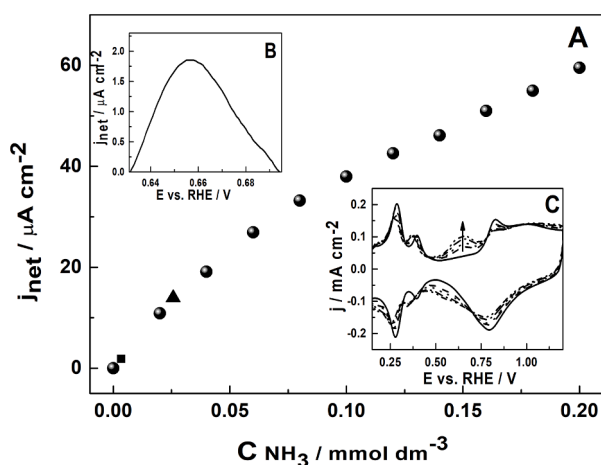 A
B
C
60
40
20
0
0.00 0.05 0.10 0.15 0.20
jnet / µA cm-2
C NH3 / mmol dm-3
2.0
1.5
1.0
0.5
0.0
0.64 0.66 0.68
jnet / µA cm-2
E vs. RHE / V
0.2
0.1
0.0
-0.1
-0.2
0.25 0.50 0.75 1.00
j / mA cm-2
E vs. RHE / V